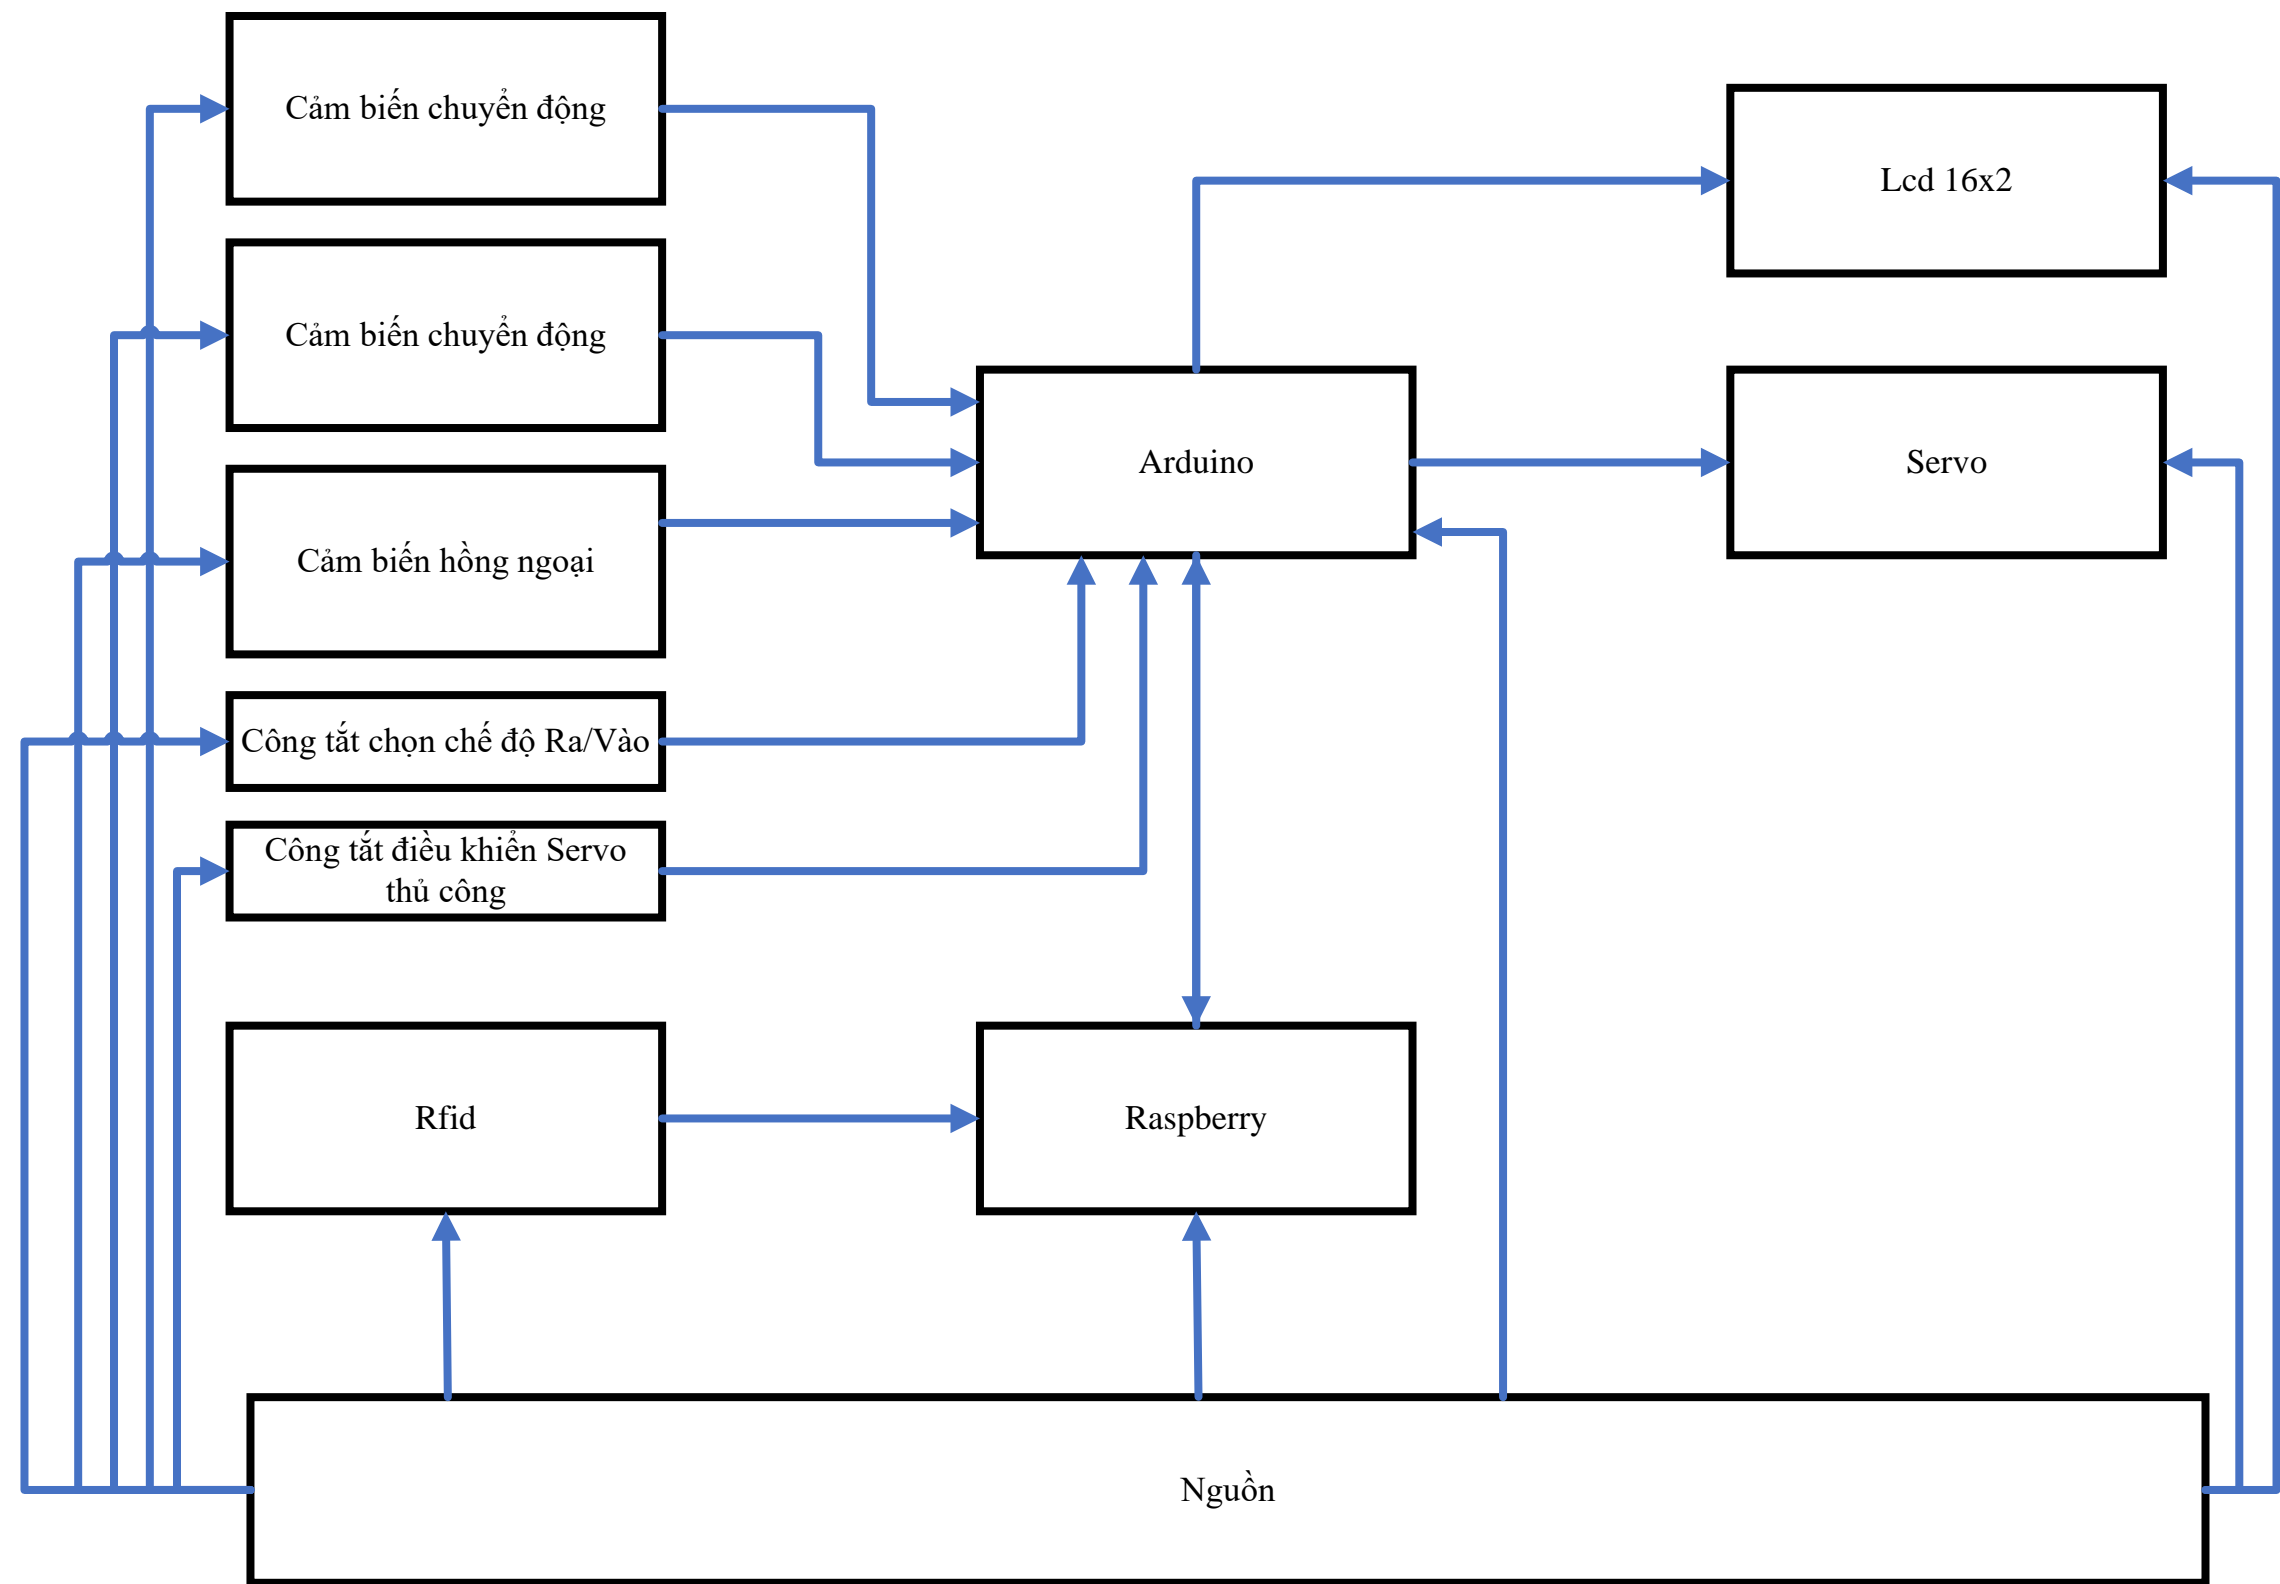 Cảm biến chuyển động
Lcd 16x2
Cảm biến chuyển động
Arduino
Servo
Cảm biến hồng ngoại
Công tắt chọn chế độ Ra/Vào
Công tắt điều khiển Servo
thủ công
Rfid
Raspberry
Nguồn